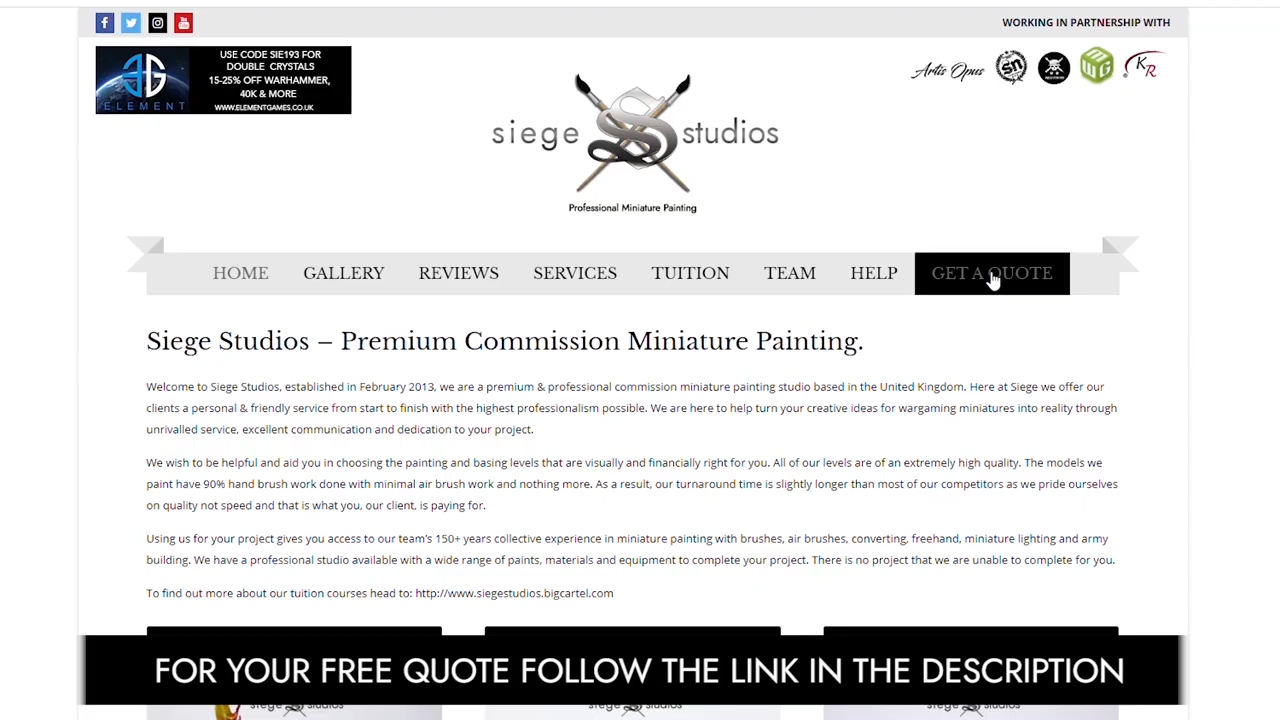 WORKING IN PARTNERSHIP WITH
USE CODE SIE193 FOR
DOUBLE CRYSTALS
15-25% OFF WARHAMMER,
40K & MORE
WWW.ELEMENTGAMES.CO.UK
ELEMENT
Artis Opus
KR
siege S studios
Professional Miniature Painting
HOME GALLERY REVIEWS SERVICES TUITION TEAM HELP GET A QUOTE
Siege Studios – Premium Commission Miniature Painting.
Welcome to Siege Studios, established in February 2013, we are a premium & professional commission miniature painting studio based in the United Kingdom. Here at Siege we offer our
clients a personal & friendly service from start to finish with the highest professionalism possible. We are here to help turn your creative ideas for wargaming miniatures into reality through
unrivalled service, excellent communication and dedication to your project.
We wish to be helpful and aid you in choosing the painting and basing levels that are visually and financially right for you. All of our levels are of an extremely high quality. The models we
paint have 90% hand brush work done with minimal air brush work and nothing more. As a result, our turnaround time is slightly longer than most of our competitors as we pride ourselves
on quality not speed and that is what you, our client, is paying for.
Using us for your project gives you access to our team's 150+ years collective experience in miniature painting with brushes, air brushes, converting, freehand, miniature lighting and army
building. We have a professional studio available with a wide range of paints, materials and equipment to complete your project. There is no project that we are unable to complete for you.
To find out more about our tuition courses head to: http://www.siegestudios.bigcartel.com
FOR YOUR FREE QUOTE FOLLOW THE LINK IN THE DESCRIPTION